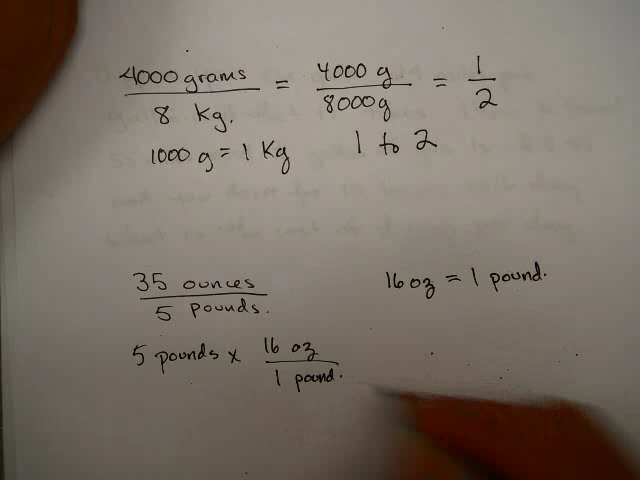 4000 grams / 8 Kg. = 4000 g / 8000g = 1 / 2
1000 g = 1 Kg 1 to 2
35 ounces / 5 pounds. 16 oz = 1 pound.
5 pounds x 16 oz / 1 pound.